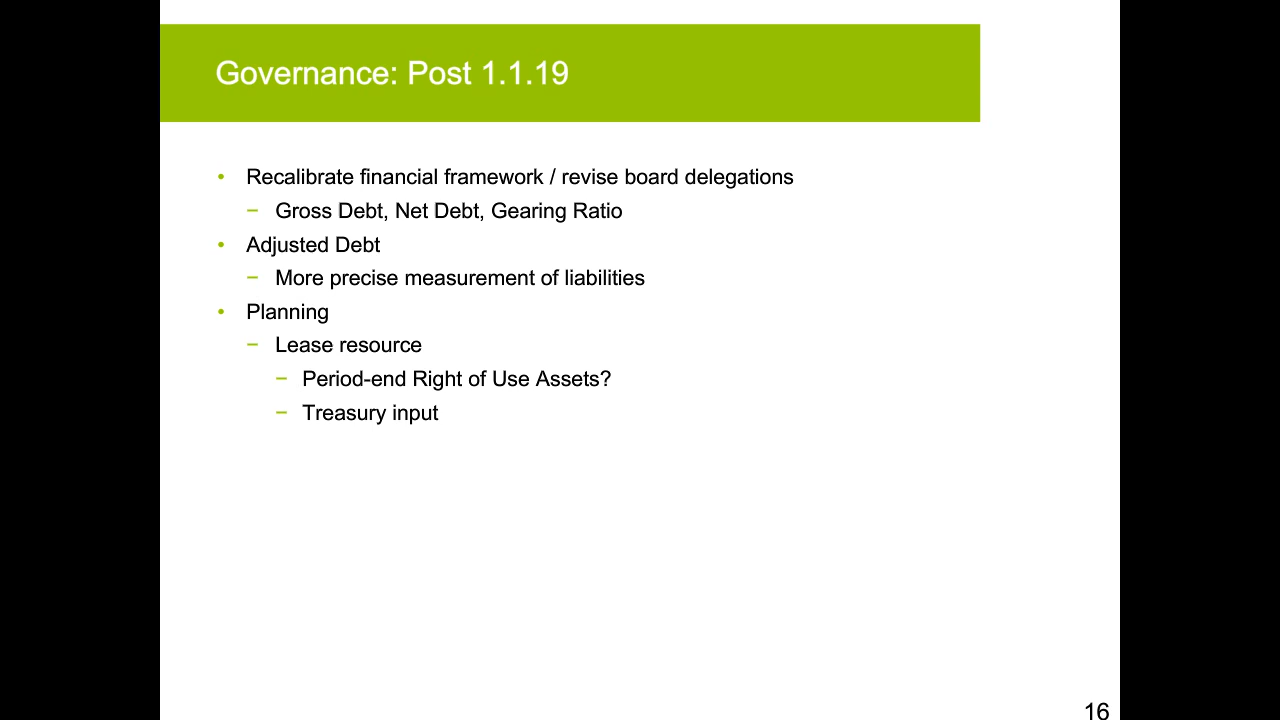 Governance: Post 1.1.19
• Recalibrate financial framework / revise board delegations
− Gross Debt, Net Debt, Gearing Ratio
• Adjusted Debt
− More precise measurement of liabilities
• Planning
− Lease resource
− Period-end Right of Use Assets?
− Treasury input
16